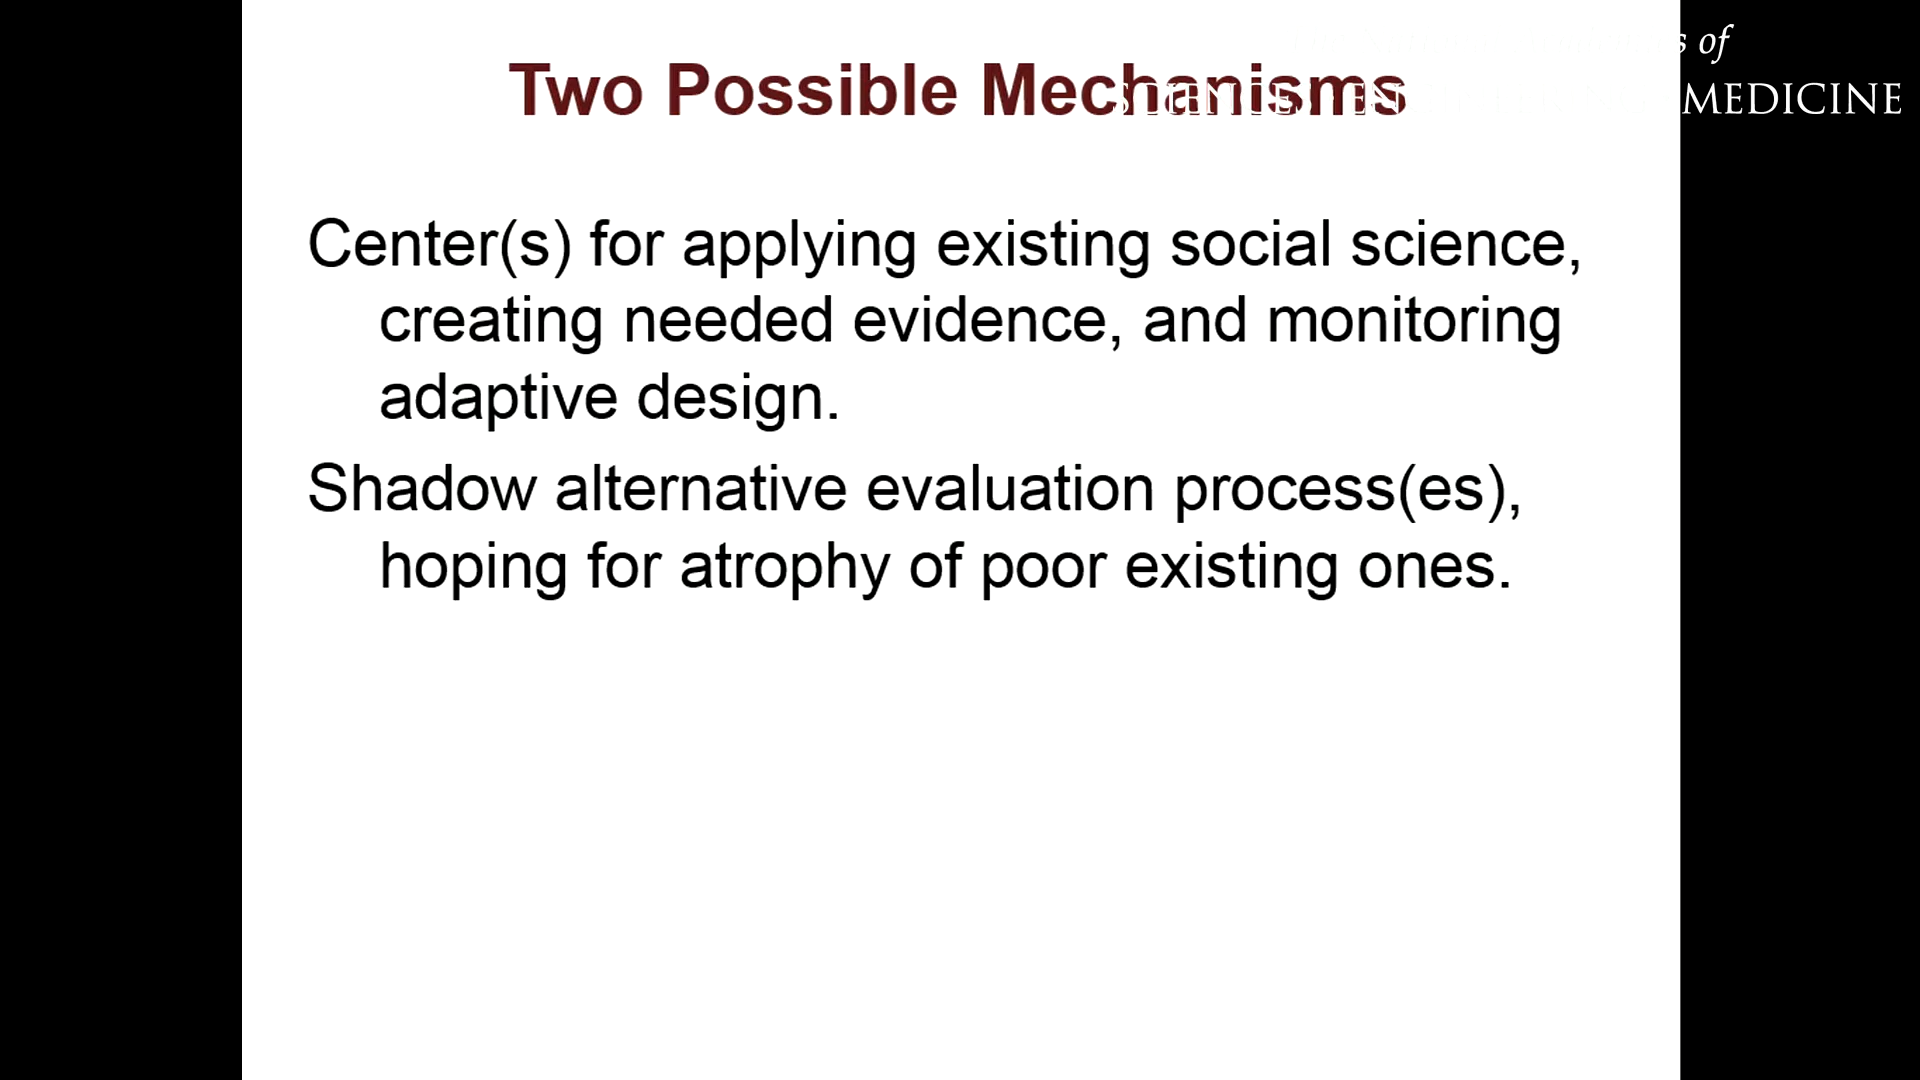 Two Possible Mechanisms
of
MEDICINE
Center(s) for applying existing social science,
creating needed evidence, and monitoring
adaptive design.
Shadow alternative evaluation process(es),
hoping for atrophy of poor existing ones.